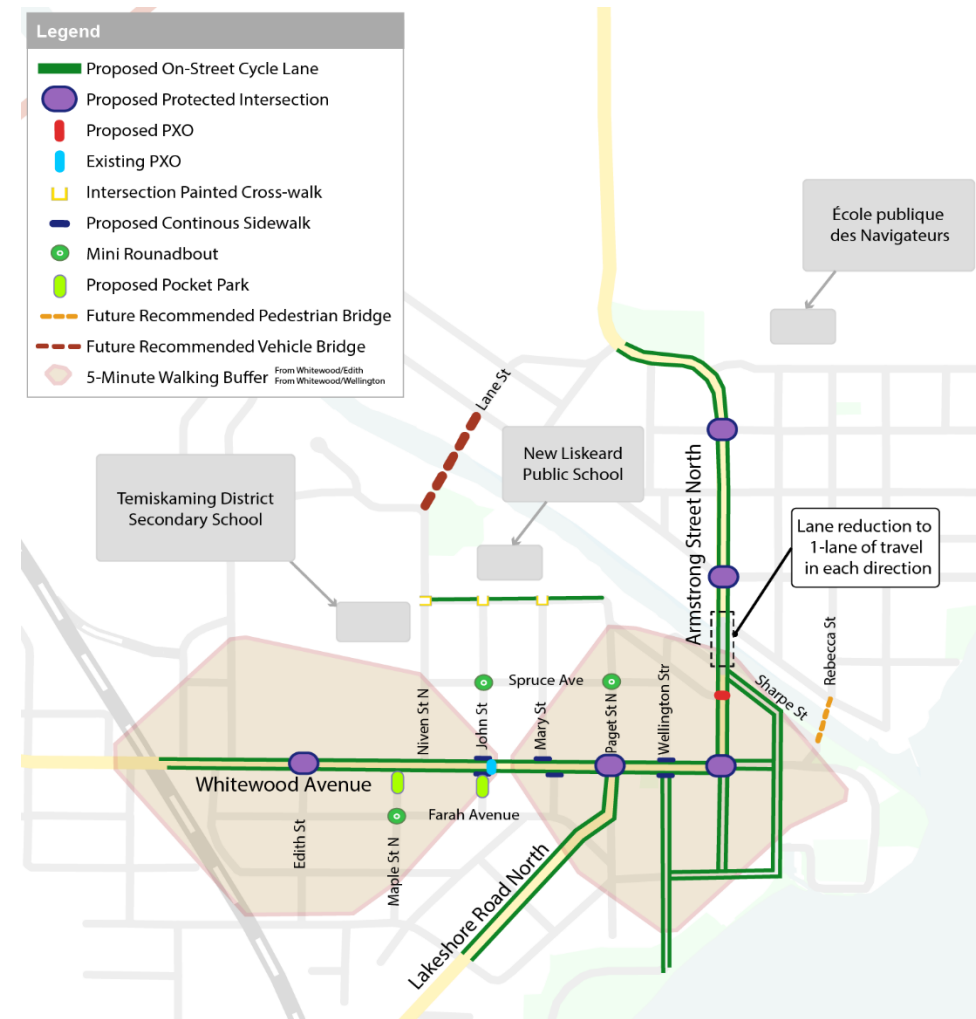 Legend
Proposed On-Street Cycle Lane
Proposed Protected Intersection
Proposed PXO
Existing PXO
Intersection Painted Cross-walk
Proposed Continous Sidewalk
Mini Rounadbout
Proposed Pocket Park
Future Recommended Pedestrian Bridge
Future Recommended Vehicle Bridge
5-Minute Walking Buffer
From Whitewood/Edith
From Whitewood/Wellington
École publique
des Navigateurs
Lane St
New Liskeard
Public School
Temiskaming District
Secondary School
Lane reduction to
1-lane of travel
in each direction
Armstrong Street North
Rebecca St
Sharpe St
Spruce Ave
Niven St N
John St
Mary St
Paget St N
Wellington Str
Whitewood Avenue
Farah Avenue
Edith St
Maple St N
Lakeshore Road North